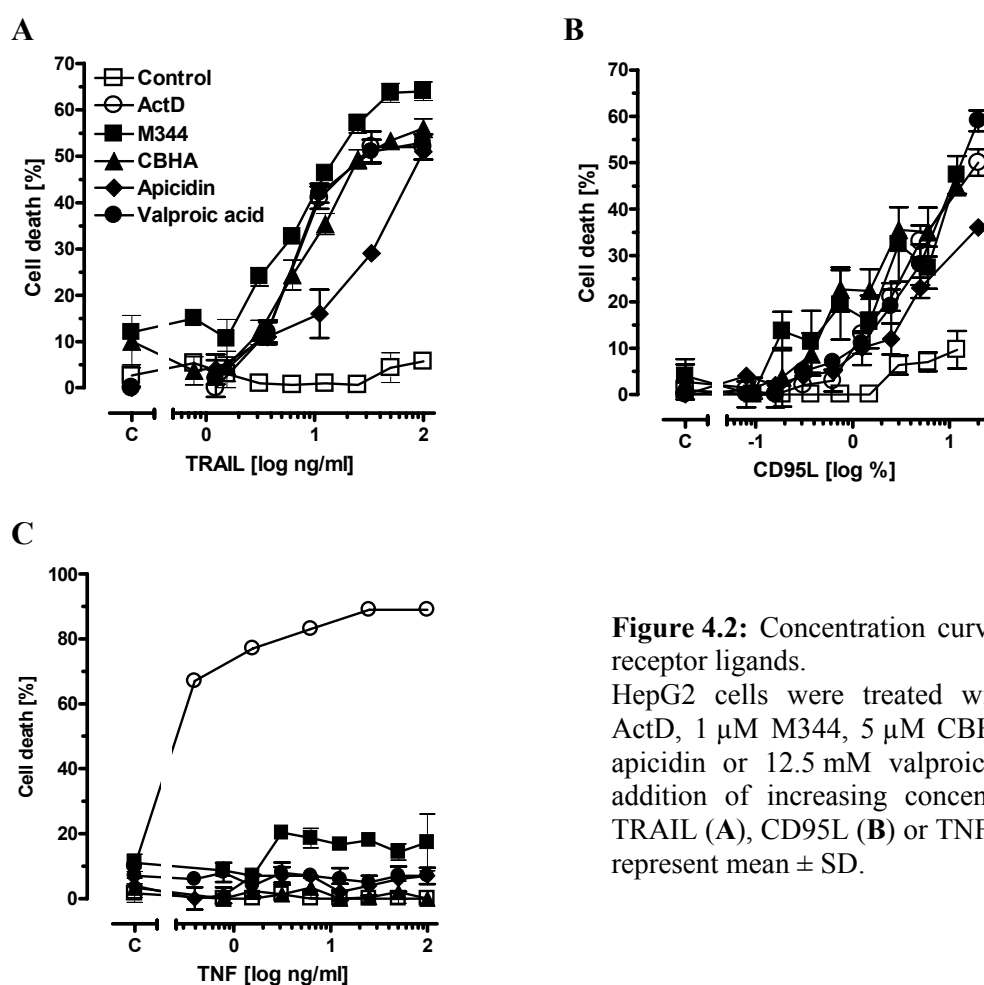 A
Cell death [%]
70
60
50
40
30
20
10
0
Control
ActD
M344
CBHA
Apicidin
Valproic acid
C
0
1
2
TRAIL [log ng/ml]
B
Cell death [%]
70
60
50
40
30
20
10
0
C
-1
0
1
CD95L [log %]
C
Cell death [%]
100
80
60
40
20
0
C
0
1
2
TNF [log ng/ml]
Figure 4.2: Concentration curv
receptor ligands.
HepG2 cells were treated w
ActD, 1 µM M344, 5 µM CBH
apicidin or 12.5 mM valproic
addition of increasing concen
TRAIL (A), CD95L (B) or TNF
represent mean ± SD.